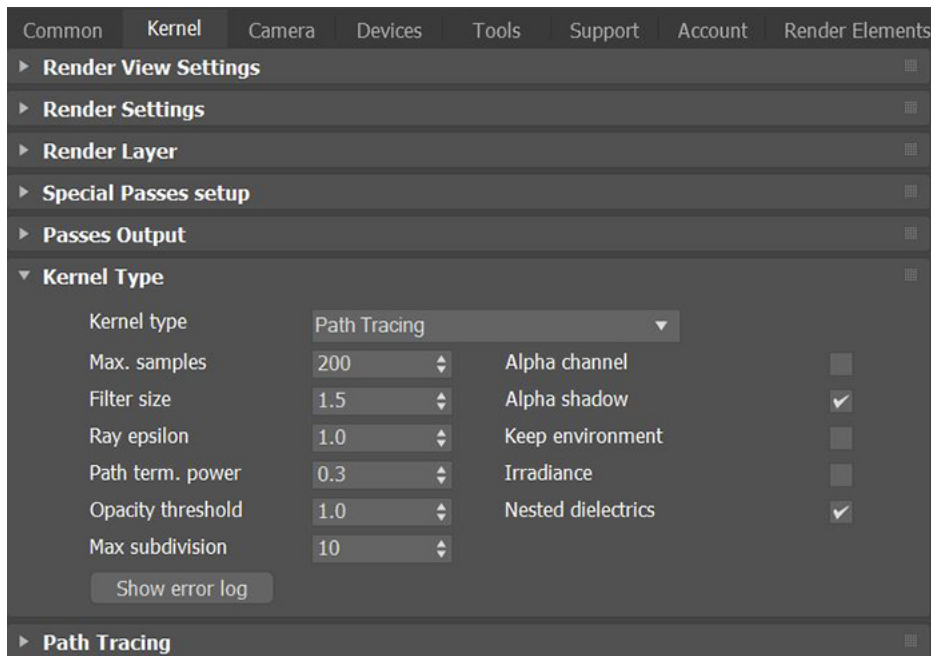 Common Kernel Camera Devices Tools Support Account Render Elements
Render View Settings
Render Settings
Render Layer
Special Passes setup
Passes Output
Kernel Type
Kernel type Path Tracing
Max. samples 200 Alpha channel
Filter size 1.5 Alpha shadow
Ray epsilon 1.0 Keep environment
Path term. power 0.3 Irradiance
Opacity threshold 1.0 Nested dielectrics
Max subdivision 10
Show error log
Path Tracing